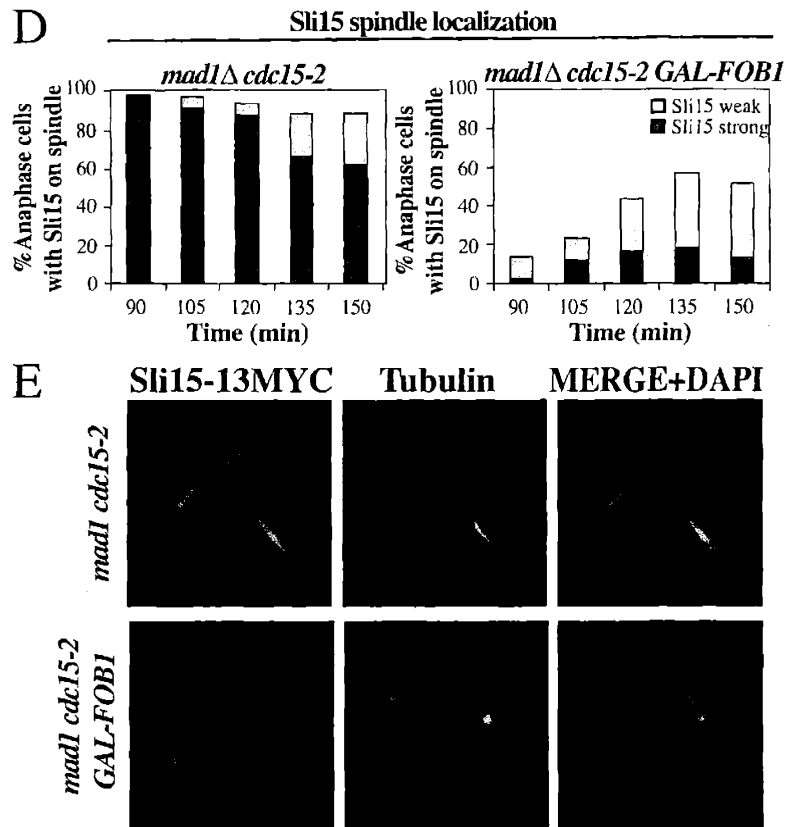 D
Sli15 spindle localization
mad1Δ cdc15-2
mad1Δ cdc15-2 GAL-FOB1
% Anaphase cells
with Sli15 on spindle
100
80
60
40
20
0
90 105 120 135 150
Time (min)
% Anaphase cells
with Sli15 on spindle
100
80
60
40
20
0
Sli15 weak
Sli15 strong
90 105 120 135 150
Time (min)
E
Sli15-13MYC
Tubulin
MERGE+DAPI
mad1 cdc15-2
mad1 cdc15-2
GAL-FOB1